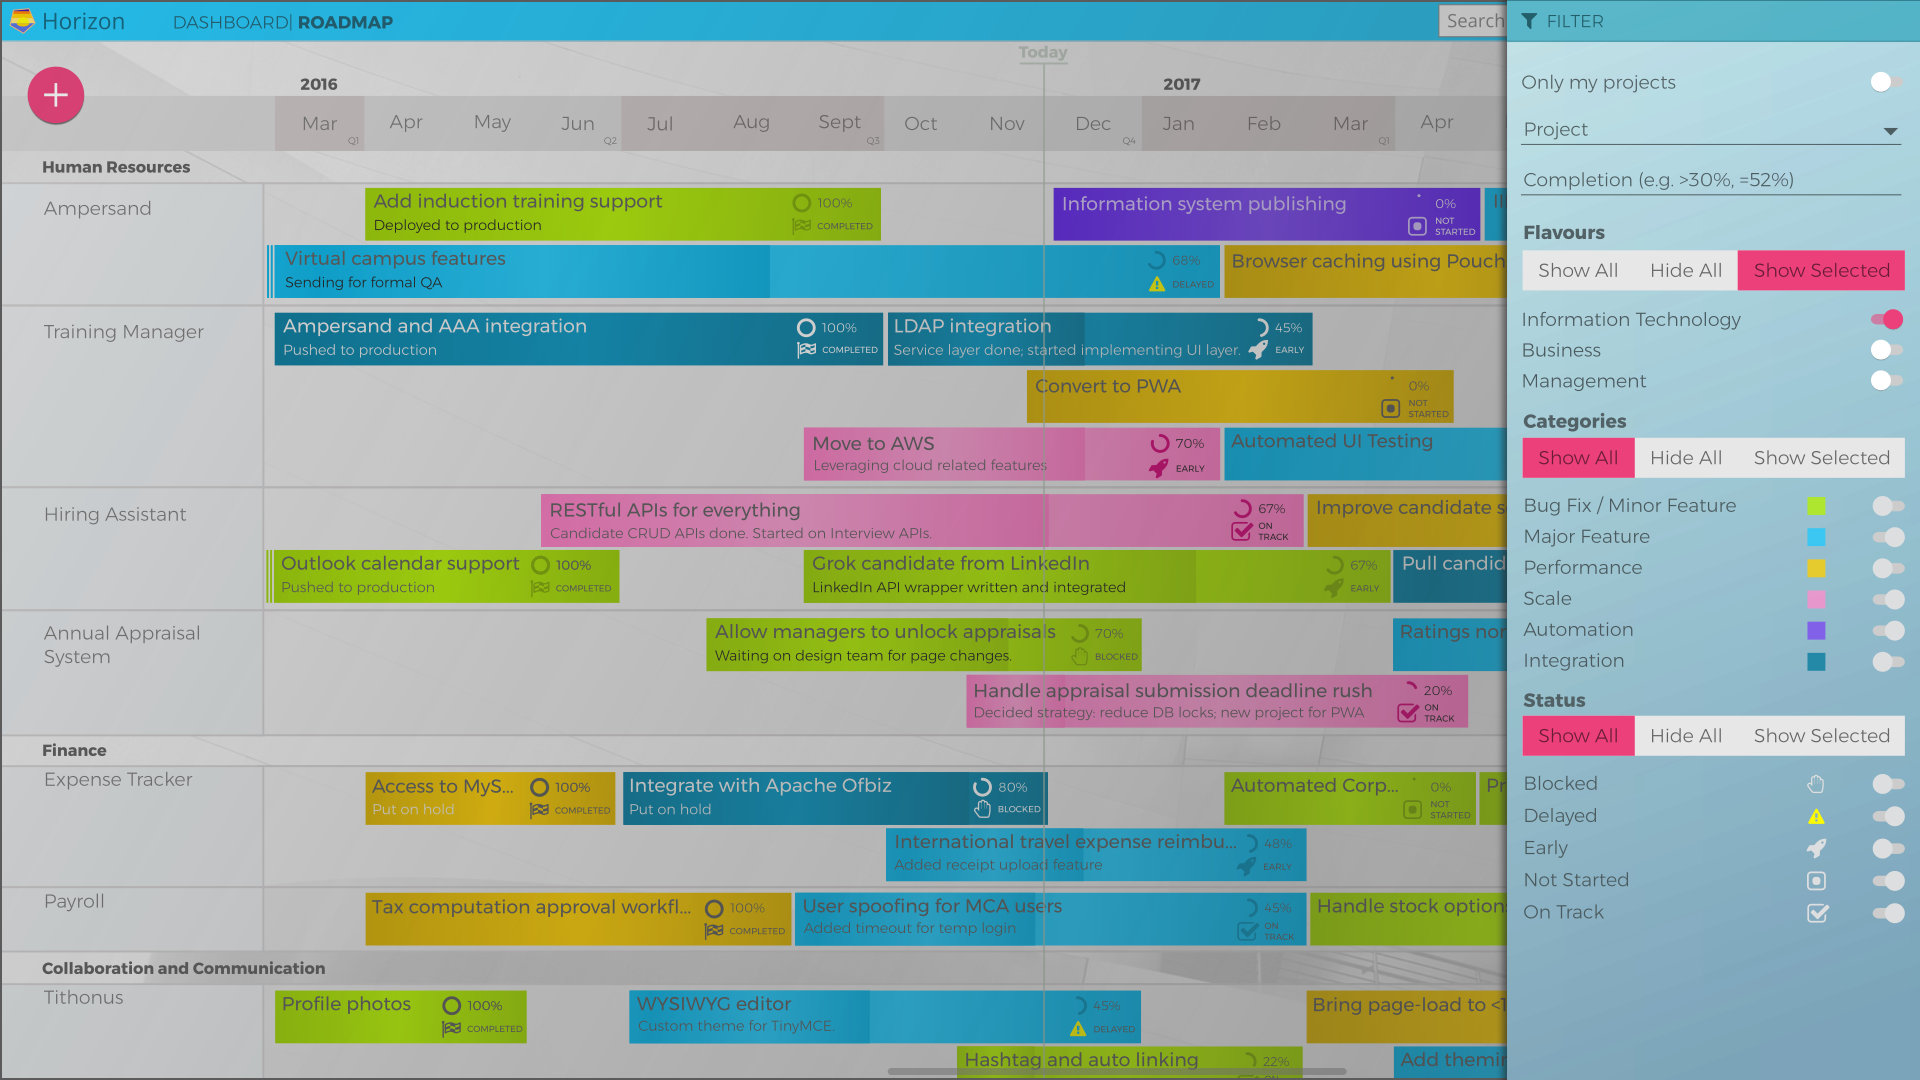 Horizon
DASHBOARD| ROADMAP
Search
FILTER
Today
2016
2017
Mar Q1 Apr May Jun Q2 Jul Aug Sept Q3 Oct Nov Dec Q4 Jan Feb Mar Q1 Apr
Human Resources
Ampersand
Add induction training support 100%
Deployed to production COMPLETED
Information system publishing 0%
NOT STARTED
Virtual campus features 68%
Sending for formal QA DELAYED
Browser caching using Pouch
Training Manager
Ampersand and AAA integration 100%
Pushed to production COMPLETED
LDAP integration 45%
Service layer done; started implementing UI layer. EARLY
Convert to PWA 0%
NOT STARTED
Move to AWS 70%
Leveraging cloud related features EARLY
Automated UI Testing
Hiring Assistant
RESTful APIs for everything 67%
Candidate CRUD APIs done. Started on Interview APIs. ON TRACK
Improve candidate s
Outlook calendar support 100%
Pushed to production COMPLETED
Grok candidate from LinkedIn 67%
LinkedIn API wrapper written and integrated EARLY
Pull candid
Annual Appraisal
System
Allow managers to unlock appraisals 70%
Waiting on design team for page changes. BLOCKED
Ratings nor
Handle appraisal submission deadline rush 20%
Decided strategy: reduce DB locks; new project for PWA ON TRACK
Finance
Expense Tracker
Access to MyS... 100%
Put on hold COMPLETED
Integrate with Apache Ofbiz 80%
Put on hold BLOCKED
Automated Corp... 0%
NOT STARTED
Pr
International travel expense reimbu... 48%
Added receipt upload feature EARLY
Payroll
Tax computation approval workfl... 100%
COMPLETED
User spoofing for MCA users 45%
Added timeout for temp login ON TRACK
Handle stock option
Collaboration and Communication
Tithonus
Profile photos 100%
COMPLETED
WYSIWYG editor 45%
Custom theme for TinyMCE. DELAYED
Bring page-load to <1
Hashtag and auto linking 22%
Add themin
Only my projects
Project
Completion (e.g. >30%, =52%)
Flavours
Show All Hide All Show Selected
Information Technology
Business
Management
Categories
Show All Hide All Show Selected
Bug Fix / Minor Feature
Major Feature
Performance
Scale
Automation
Integration
Status
Show All Hide All Show Selected
Blocked
Delayed
Early
Not Started
On Track